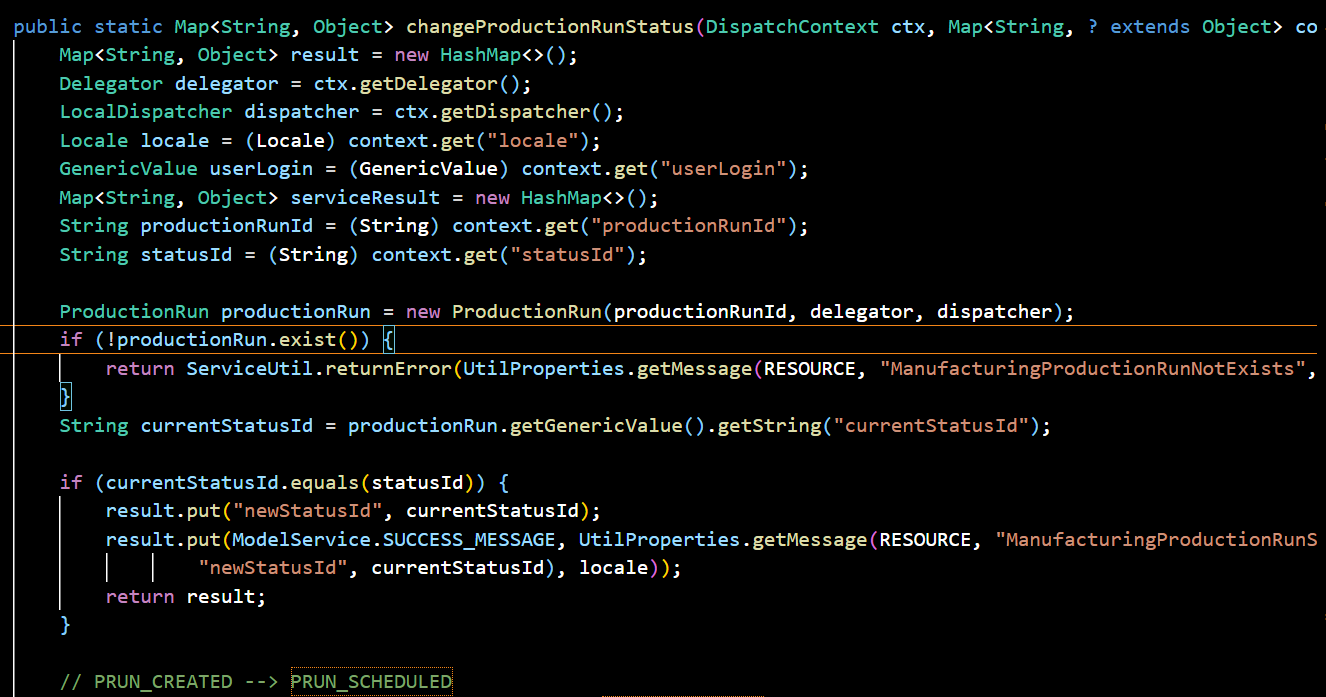 public static Map<String, Object> changeProductionRunStatus(DispatchContext ctx, Map<String, ? extends Object> co
Map<String, Object> result = new HashMap<>();
Delegator delegator = ctx.getDelegator();
LocalDispatcher dispatcher = ctx.getDispatcher();
Locale locale = (Locale) context.get("locale");
GenericValue userLogin = (GenericValue) context.get("userLogin");
Map<String, Object> serviceResult = new HashMap<>();
String productionRunId = (String) context.get("productionRunId");
String statusId = (String) context.get("statusId");
ProductionRun productionRun = new ProductionRun(productionRunId, delegator, dispatcher);
if (!productionRun.exist()) {
return ServiceUtil.returnError(UtilProperties.getMessage(RESOURCE, "ManufacturingProductionRunNotExists",
}
String currentStatusId = productionRun.getGenericValue().getString("currentStatusId");
if (currentStatusId.equals(statusId)) {
result.put("newStatusId", currentStatusId);
result.put(ModelService.SUCCESS_MESSAGE, UtilProperties.getMessage(RESOURCE, "ManufacturingProductionRunS
"newStatusId", currentStatusId), locale));
return result;
}
// PRUN_CREATED --> PRUN_SCHEDULED